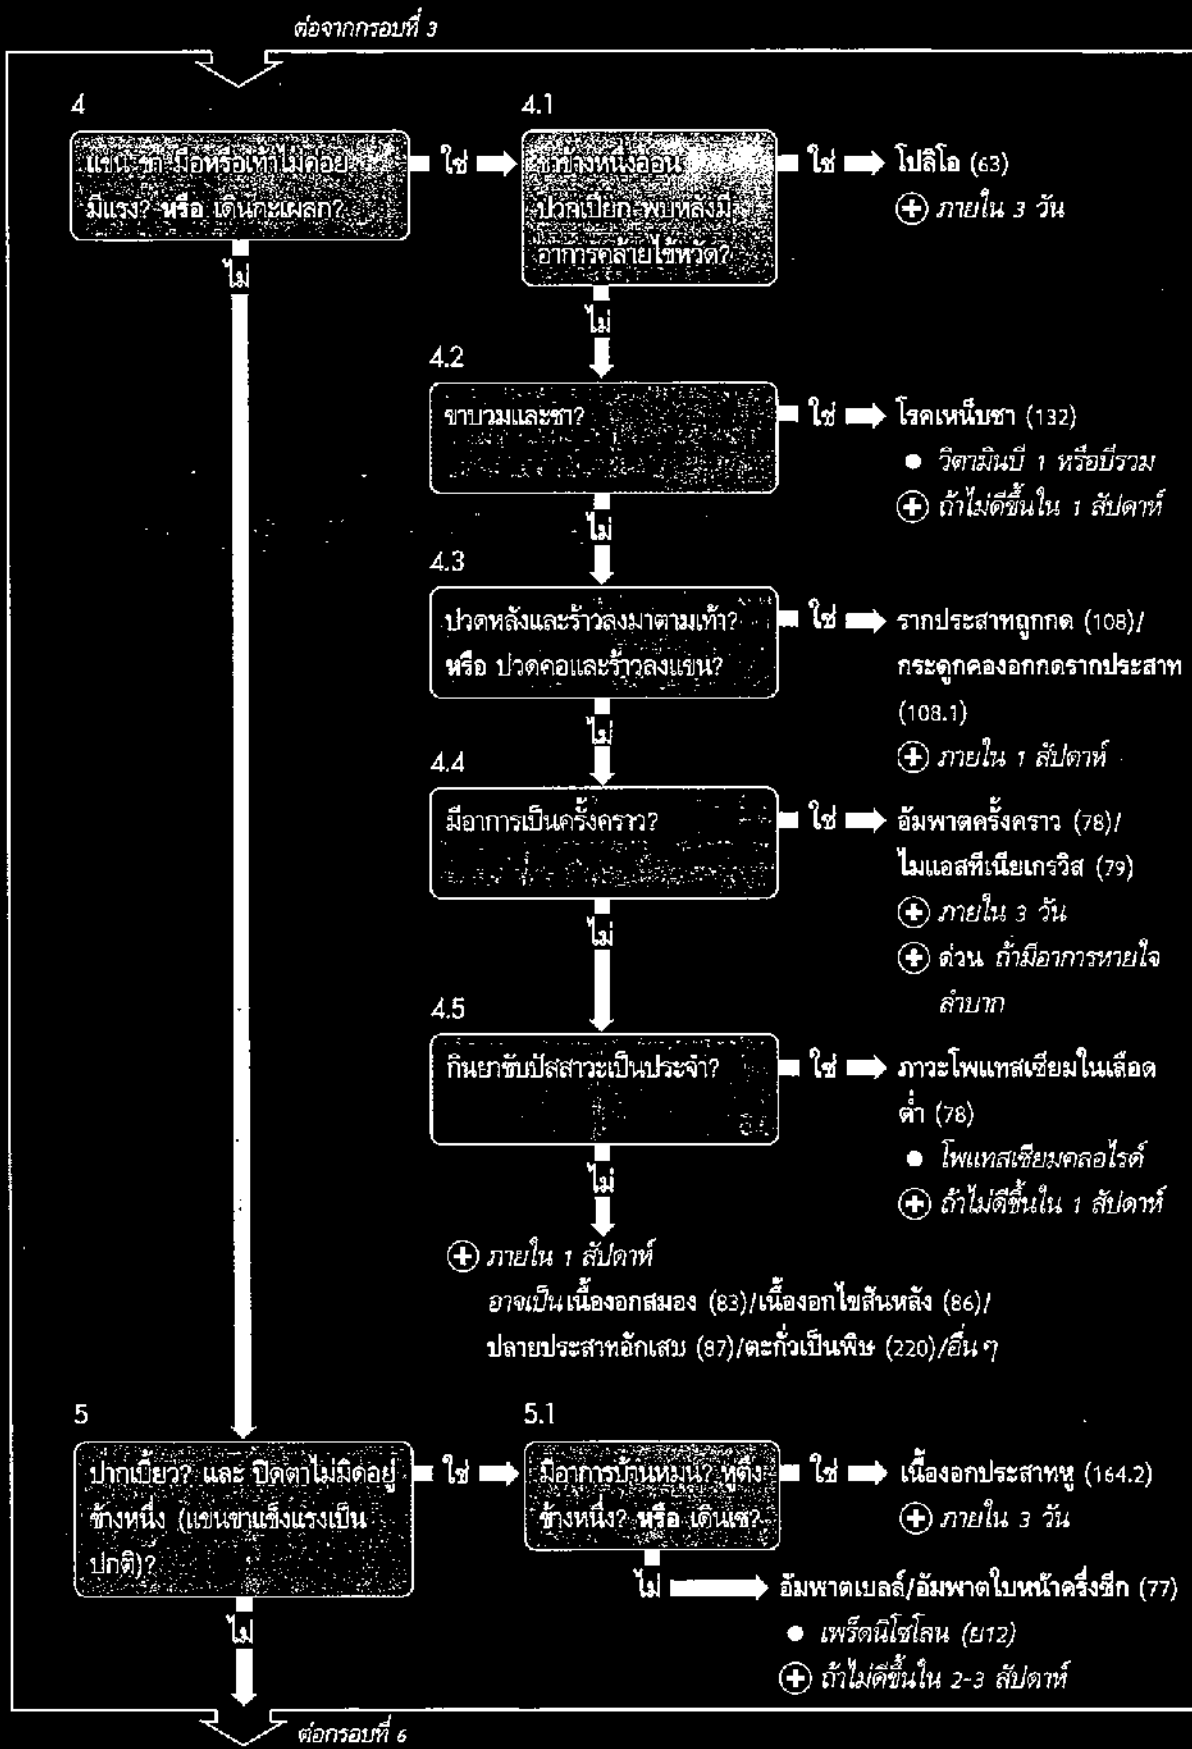 ต่อจากกรอบที่ 3
4
แขน ขา มือหรือเท้าไม่ค่อย
มีแรง? หรือ เดินกะเผลก?
ใช่
4.1
ขาข้างหนึ่งอ่อน
ปวกเปียก พบหลังมี
อาการคล้ายไข้หวัด?
ใช่
โปลิโอ (63)
ภายใน 3 วัน
ไม่
ไม่
4.2
ขาบวมและชา?
ใช่
โรคเหน็บชา (132)
● วิตามินบี 1 หรือบีรวม
ถ้าไม่ดีขึ้นใน 1 สัปดาห์
ไม่
4.3
ปวดหลังและร้าวลงมาตามเท้า?
หรือ ปวดคอและร้าวลงแขน?
ใช่
รากประสาทถูกกด (108)/
กระดูกคองอกกดรากประสาท
(108.1)
ภายใน 1 สัปดาห์
ไม่
4.4
มีอาการเป็นครั้งคราว?
ใช่
อัมพาตครั้งคราว (78)/
ไมแอสทีเนียเกรวิส (79)
ภายใน 3 วัน
ด่วน ถ้ามีอาการหายใจ
ลำบาก
ไม่
4.5
กินยาขับปัสสาวะเป็นประจำ?
ใช่
ภาวะโพแทสเซียมในเลือด
ต่ำ (78)
● โพแทสเซียมคลอไรด์
ถ้าไม่ดีขึ้นใน 1 สัปดาห์
ไม่
ภายใน 1 สัปดาห์
อาจเป็นเนื้องอกสมอง (83)/เนื้องอกไขสันหลัง (86)/
ปลายประสาทอักเสบ (87)/ตะกั่วเป็นพิษ (220)/อื่น ๆ
5
ปากเบี้ยว? และ ปิดตาไม่มิดอยู่
ข้างหนึ่ง (แขนขาแข็งแรงเป็น
ปกติ)?
ใช่
5.1
มีอาการบ้านหมุน? หูตึง
ข้างหนึ่ง? หรือ เดินเซ?
ใช่
เนื้องอกประสาทหู (164.2)
ภายใน 3 วัน
ไม่
อัมพาตเบลล์/อัมพาตใบหน้าครึ่งซีก (77)
● เพร็ดนิโซโลน (ย12)
ถ้าไม่ดีขึ้นใน 2-3 สัปดาห์
ไม่
ต่อกรอบที่ 6